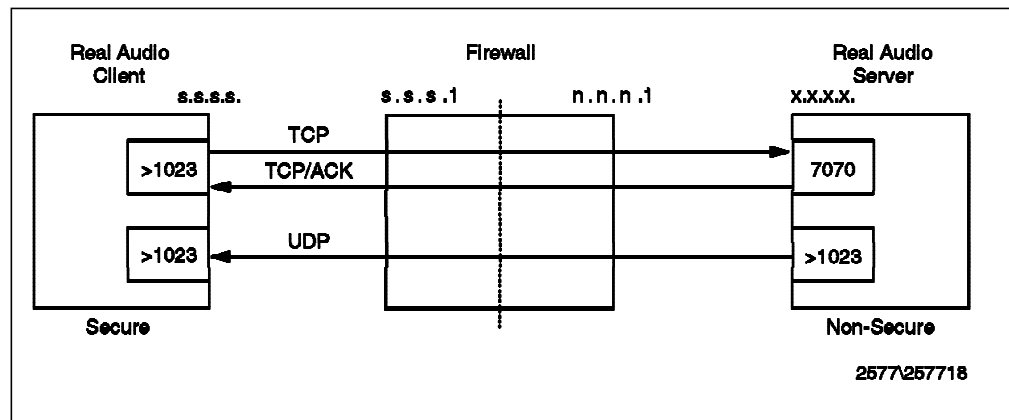 Real Audio
Client
Firewall
Real Audio
Server
s.s.s.s.
s.s.s.1
n.n.n.1
x.x.x.x.
TCP
>1023
TCP/ACK
7070
UDP
>1023
>1023
Secure
Non-Secure
2577\257718